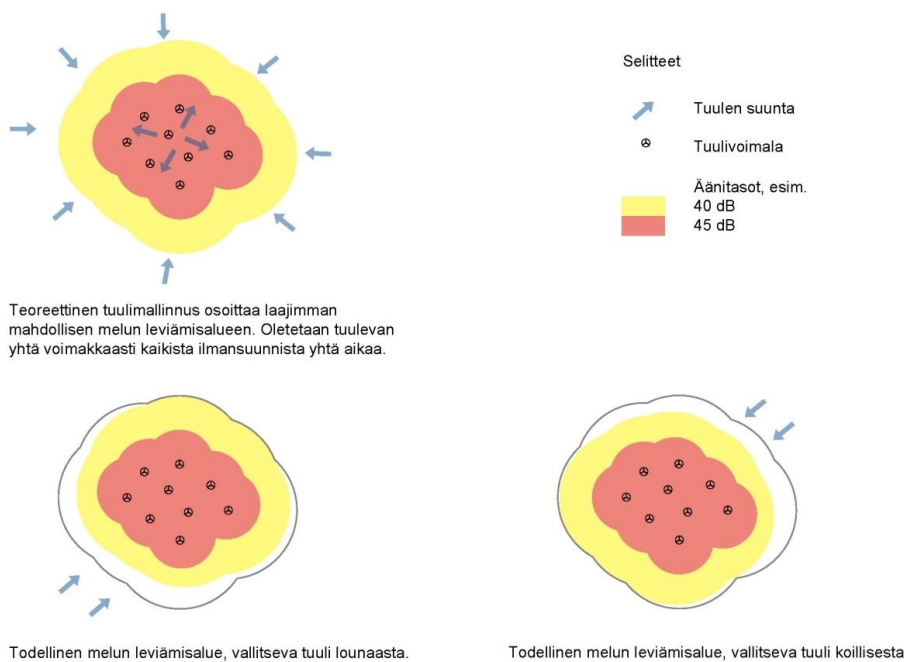 Selitteet
Tuulen suunta
Tuulivoimala
Äänitasot, esim.
40 dB
45 dB
Teoreettinen tuulimallinnus osoittaa laajimman
mahdollisen melun leviämisalueen. Oletetaan tuulevan
yhtä voimakkaasti kaikista ilmansuunnista yhtä aikaa.
Todellinen melun leviämisalue, vallitseva tuuli lounaasta.
Todellinen melun leviämisalue, vallitseva tuuli koillisesta